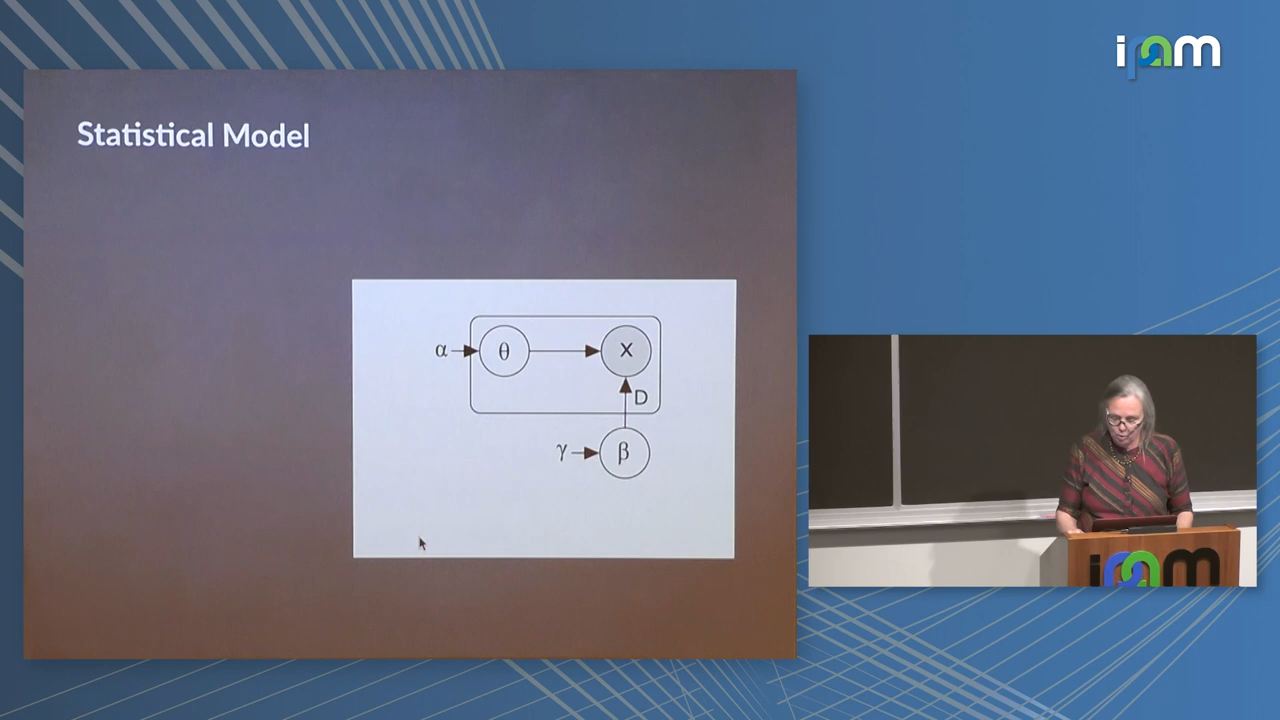 ipam
Statistical Model
α
θ
X
D
γ
β
ipam